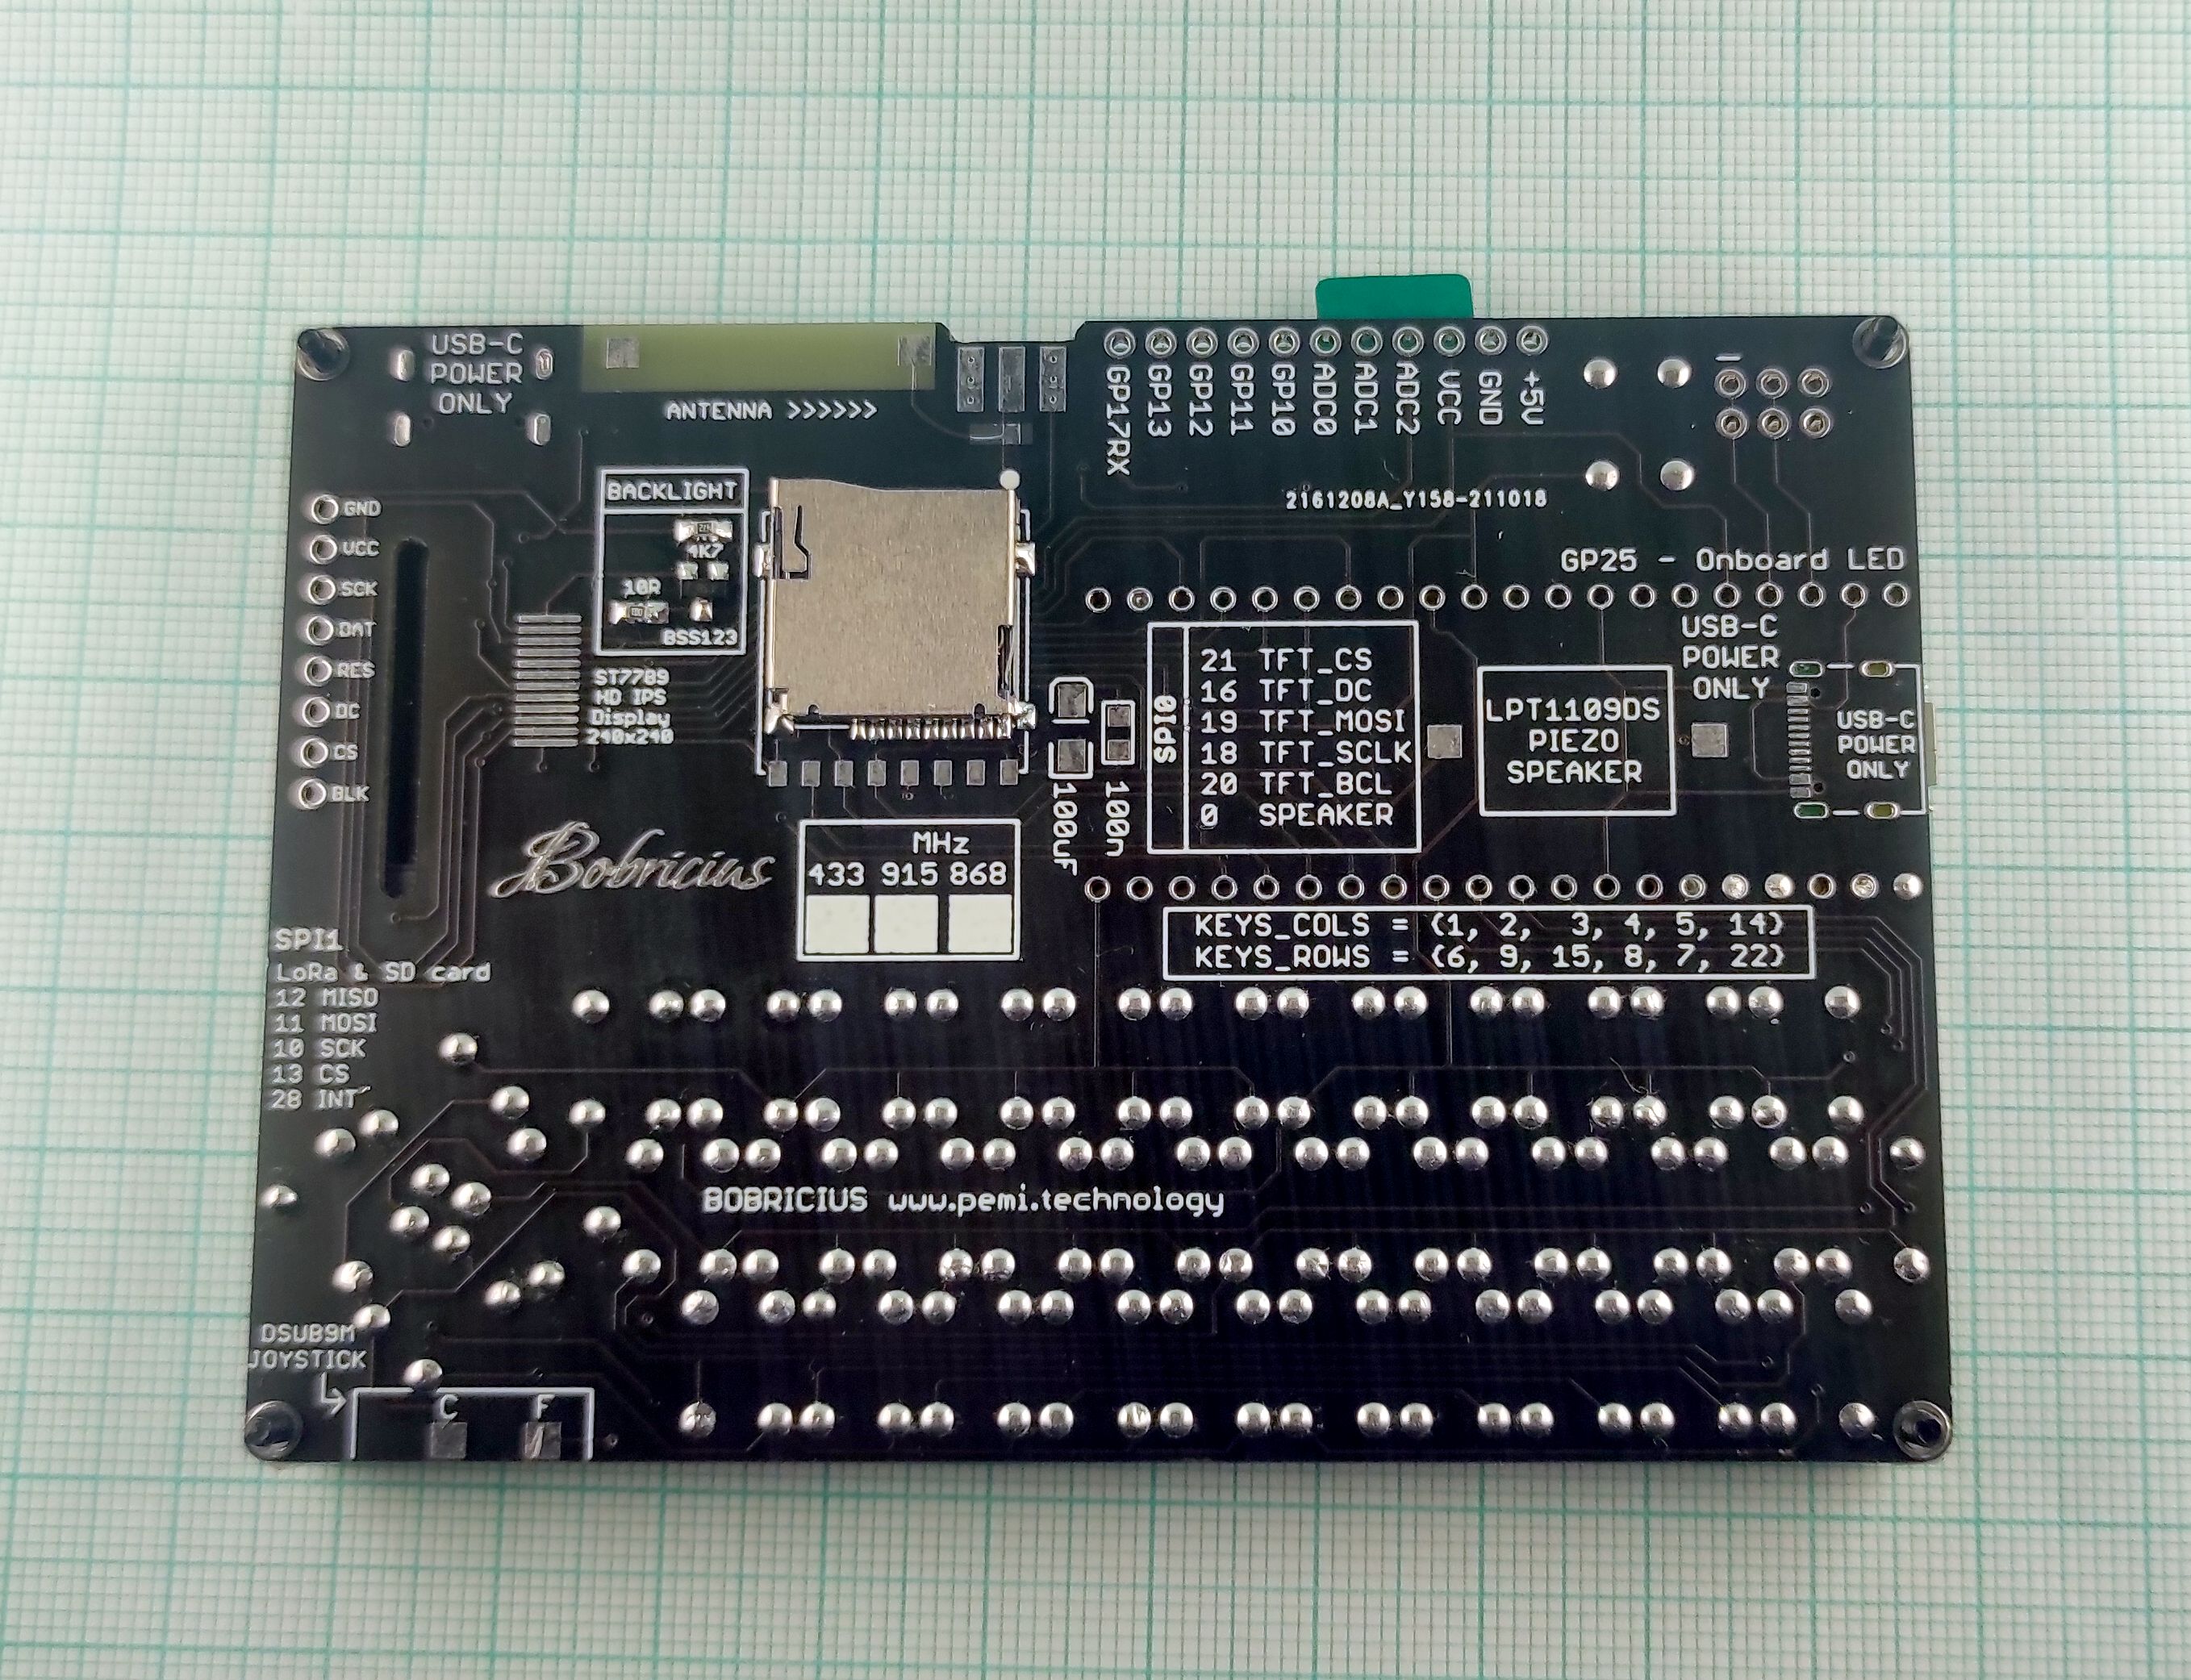 USB-C
POWER
ONLY
ANTENNA >>>>>>
GP17RX
GP13
GP12
GP11
GP10
ADC0
ADC1
ADC2
VCC
GND
+5V
2161208A_Y158-211018
GP25 - Onboard LED
GND
VCC
SCK
DAT
RES
DC
CS
BLK
BACKLIGHT
4K7
10R
BSS123
ST7789
HD IPS
Display
240x240
100uF
100n
SPI0
21 TFT_CS
16 TFT_DC
19 TFT_MOSI
18 TFT_SCLK
20 TFT_BCL
0 SPEAKER
LPT1109DS
PIEZO
SPEAKER
USB-C
POWER
ONLY
USB-C
POWER
ONLY
Bobricius
MHz
433 915 868
KEYS_COLS = (1, 2, 3, 4, 5, 14)
KEYS_ROWS = (6, 9, 15, 8, 7, 22)
SPI1
LoRa & SD card
12 MISO
11 MOSI
10 SCK
13 CS
28 INT
BOBRICIUS www.pemi.technology
DSUB9M
JOYSTICK
C F